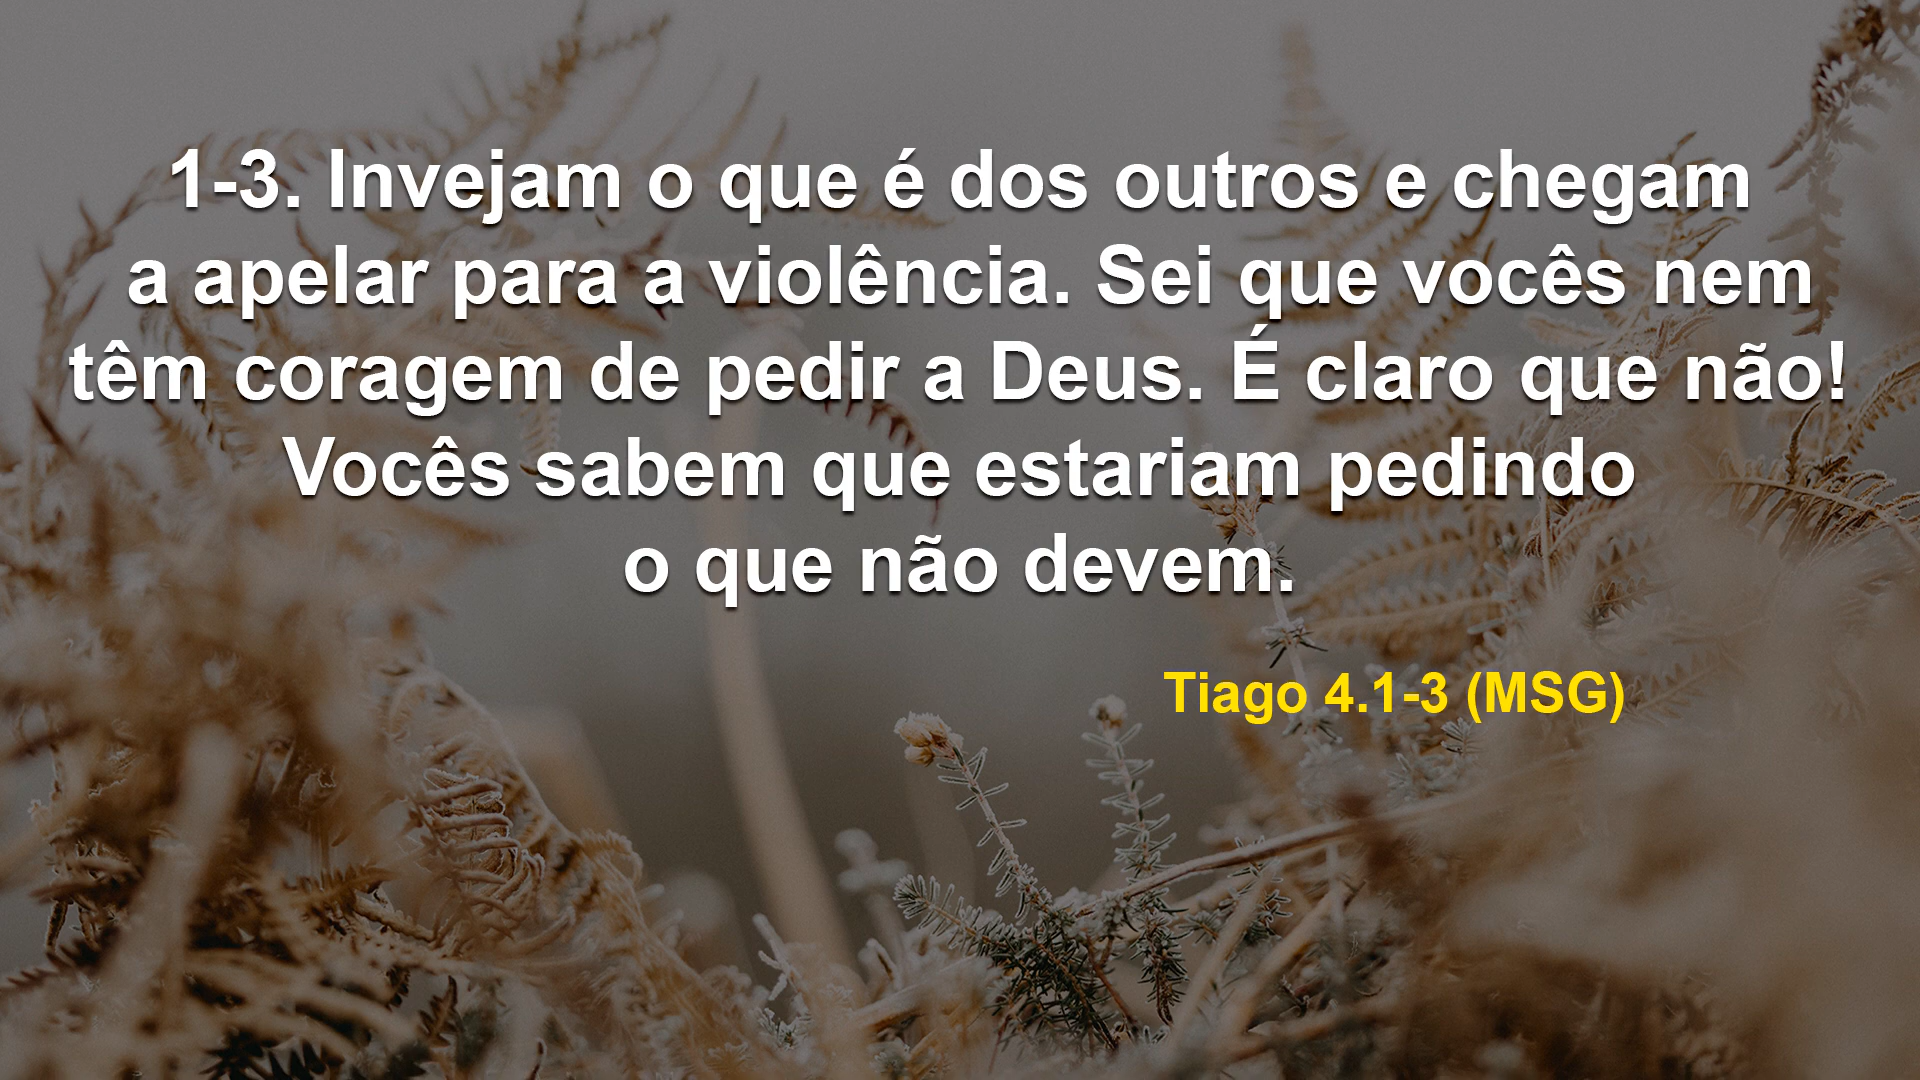 1-3. Invejam o que é dos outros e chegam
a apelar para a violência. Sei que vocês nem
têm coragem de pedir a Deus. É claro que não!
Vocês sabem que estariam pedindo
o que não devem.
Tiago 4.1-3 (MSG)